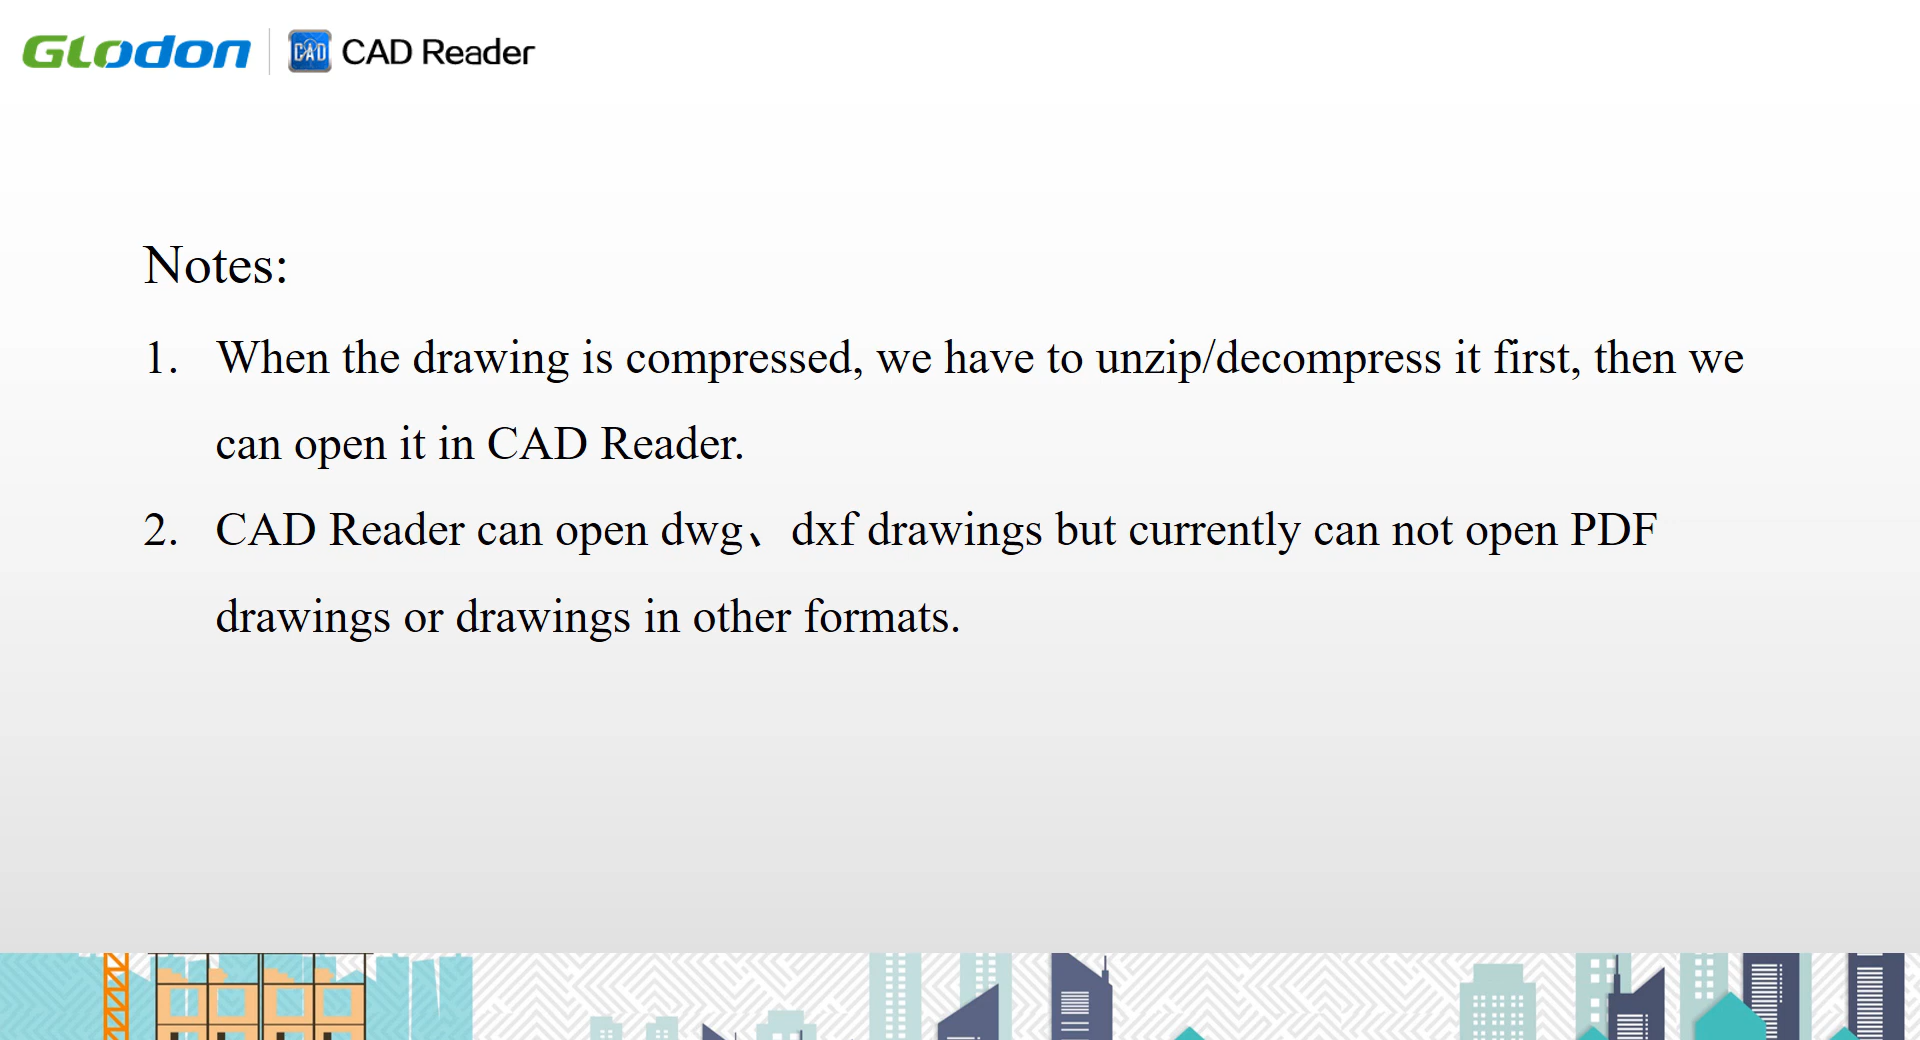 GLodon CAD CAD Reader
Notes:
1. When the drawing is compressed, we have to unzip/decompress it first, then we
can open it in CAD Reader.
2. CAD Reader can open dwg、dxf drawings but currently can not open PDF
drawings or drawings in other formats.